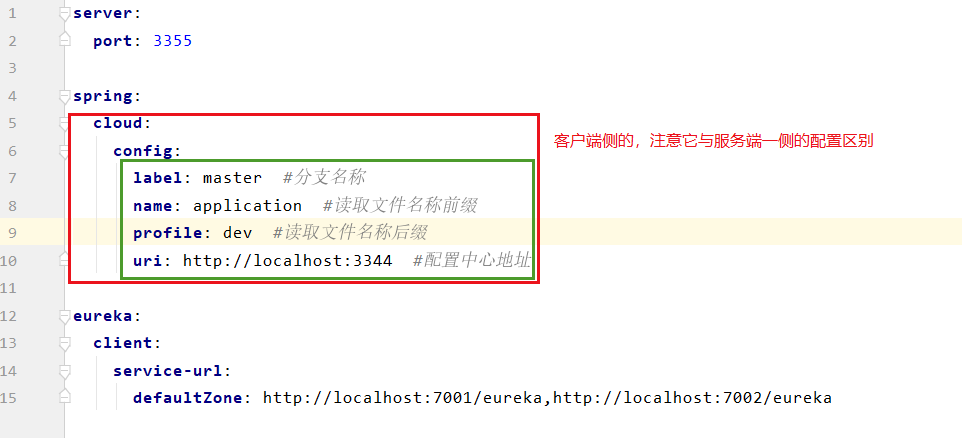 1 server:
2 port: 3355
3
4 spring:
5 cloud:
6 config:
客户端侧的，注意它与服务端一侧的配置区别
7 label: master #分支名称
8 name: application #读取文件名称前缀
9 profile: dev #读取文件名称后缀
10 uri: http://localhost:3344 #配置中心地址
11
12 eureka:
13 client:
14 service-url:
15 defaultZone: http://localhost:7001/eureka,http://localhost:7002/eureka